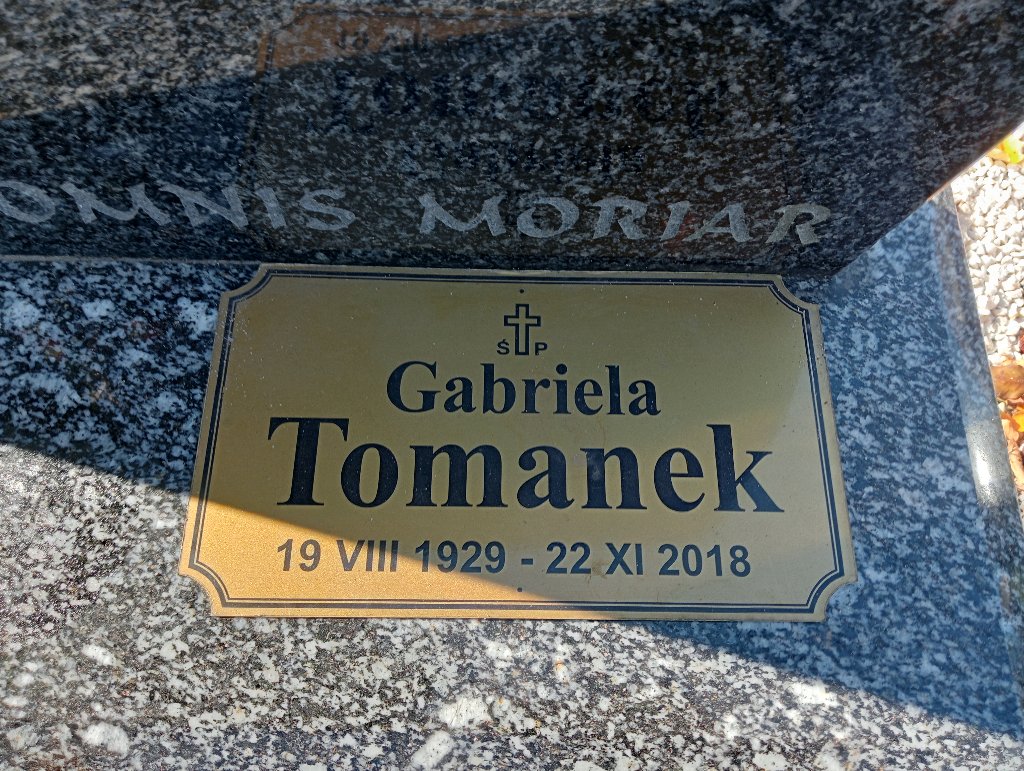 OMNIS MORIAR
Ś P
Gabriela
Tomanek
19 VIII 1929 - 22 XI 2018